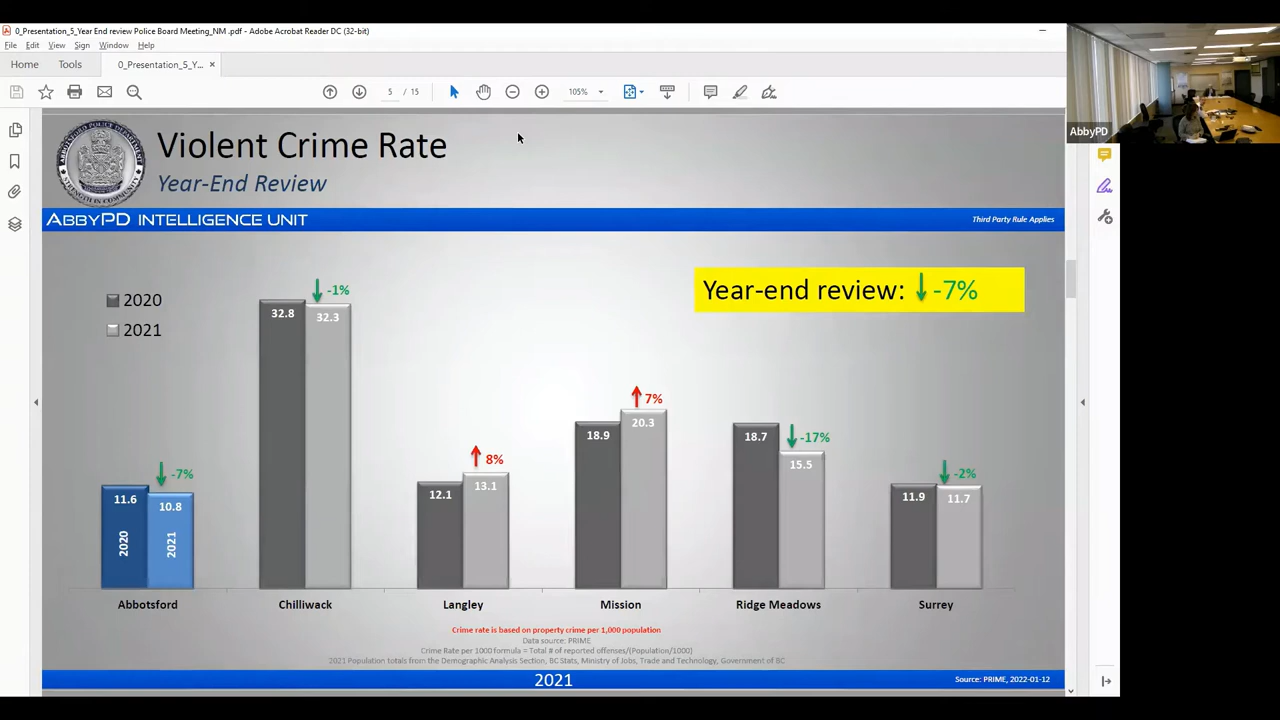 0_Presentation_5_Year End review Police Board Meeting_NM .pdf - Adobe Acrobat Reader DC (32-bit)
File Edit View Sign Window Help
Home Tools 0_Presentation_5_Y... ×
5 / 15 105%
AbbyPD
ABBOTSFORD POLICE DEPARTMENT
STRENGTH IN COMMUNITY
Violent Crime Rate
Year-End Review
ABBYPD INTELLIGENCE UNIT
Third Party Rule Applies
Year-end review: -7%
2020
2021
-7%
11.6
10.8
2020
2021
-1%
32.8
32.3
8%
12.1
13.1
7%
18.9
20.3
-17%
18.7
15.5
-2%
11.9
11.7
Abbotsford Chilliwack Langley Mission Ridge Meadows Surrey
Crime rate is based on property crime per 1,000 population
Data source: PRIME
Crime Rate per 1000 formula = Total # of reported offenses/(Population/1000)
2021 Population totals from the Demographic Analysis Section, BC Stats, Ministry of Jobs, Trade and Technology, Government of BC
2021
Source: PRIME, 2022-01-12